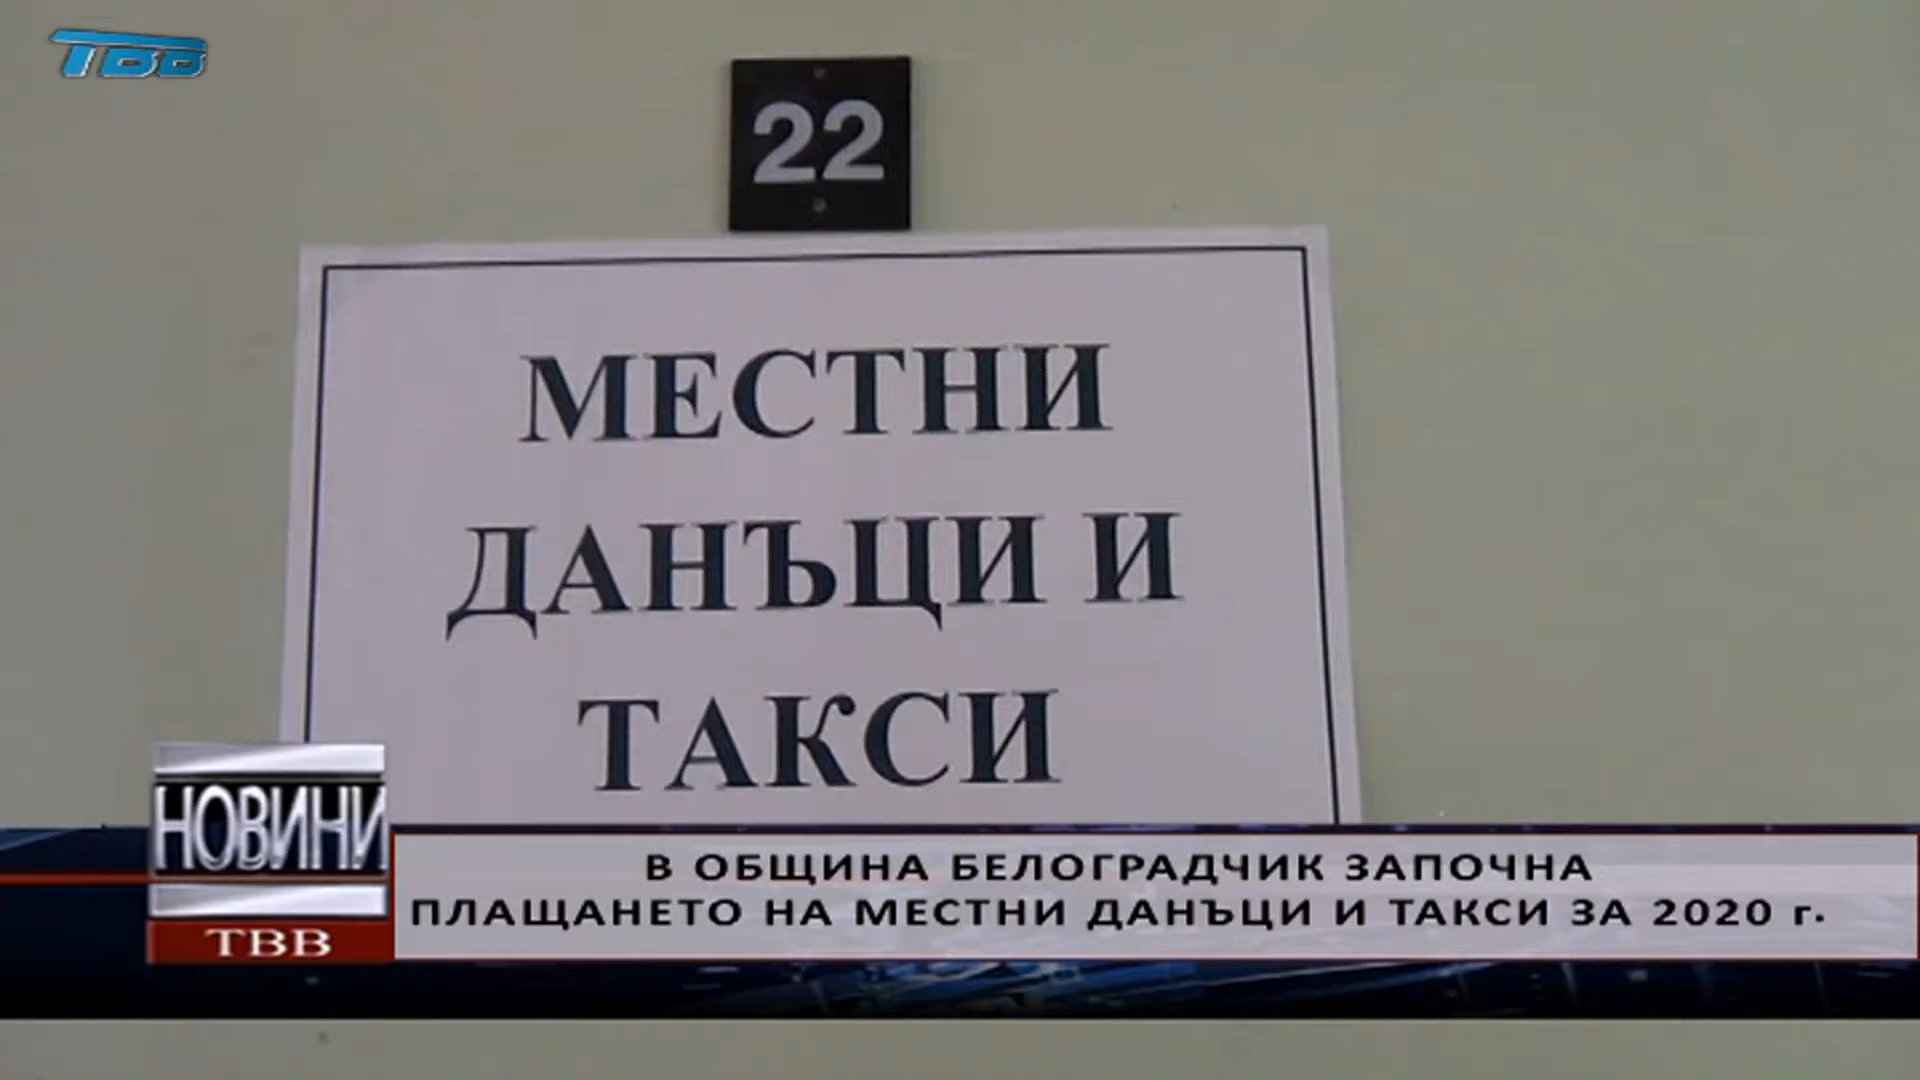 ТВВ
22
МЕСТНИ
ДАНЪЦИ И
ТАКСИ
НОВИНИ
ТВВ
В ОБЩИНА БЕЛОГРАДЧИК ЗАПОЧНА
ПЛАЩАНЕТО НА МЕСТНИ ДАНЪЦИ И ТАКСИ ЗА 2020 г.